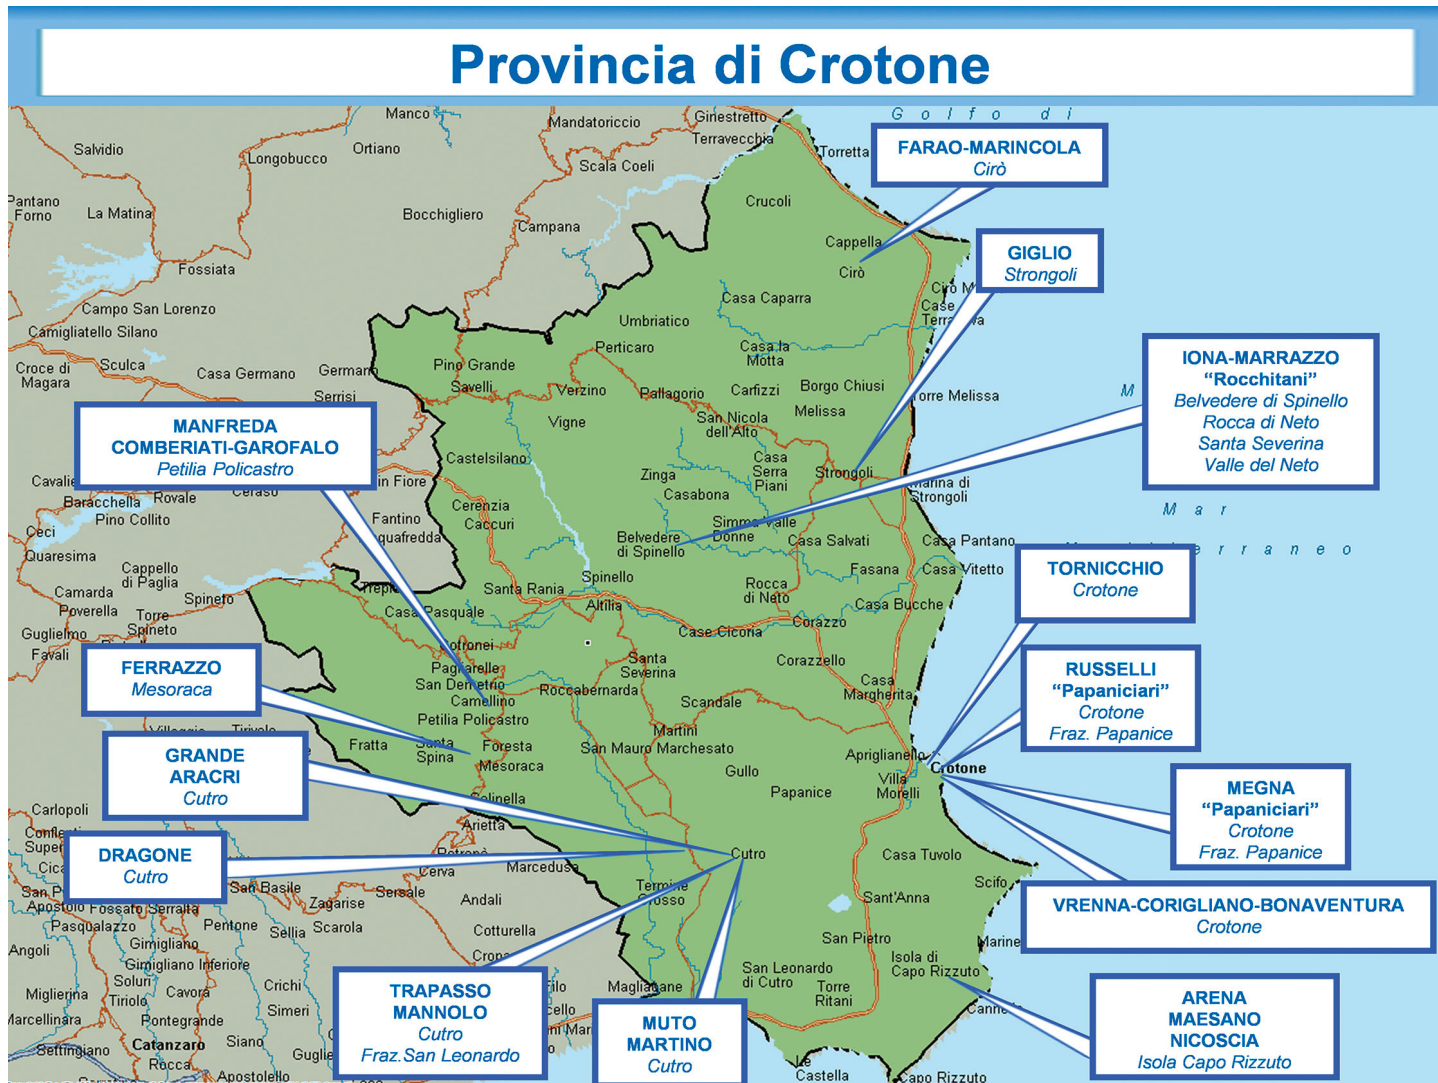 Provincia di Crotone
Golfo di
FARAO-MARINCOLA
Cirò
GIGLIO
Strongoli
IONA-MARRAZZO
“Rocchitani”
Belvedere di Spinello
Rocca di Neto
Santa Severina
Valle del Neto
MANFREDA
COMBERIATI-GAROFALO
Petilia Policastro
TORNICCHIO
Crotone
FERRAZZO
Mesoraca
RUSSELLI
“Papaniciari”
Crotone
Fraz. Papanice
GRANDE
ARACRI
Cutro
MEGNA
“Papaniciari”
Crotone
Fraz. Papanice
DRAGONE
Cutro
VRENNA-CORIGLIANO-BONAVENTURA
Crotone
TRAPASSO
MANNOLO
Cutro
Fraz.San Leonardo
MUTO
MARTINO
Cutro
ARENA
MAESANO
NICOSCIA
Isola Capo Rizzuto
Manco
Mandatoriccio
Ginestretto
Terravecchia
Salvidio
Longobucco
Ortiano
Scala Coeli
Torretta
Pantano
Forno
La Matina
Bocchigliero
Campana
Crucoli
Fossiata
Cappella
Cirò
Campo San Lorenzo
Casa Caparra
Camigliatello Silano
Umbriatico
Perticaro
Casa la
Motta
Croce di
Magara
Sculca
Casa Germano
Pino Grande
Savelli
Verzino
Pallagorio
Carfizzi
Borgo Chiusi
Melissa
Torre Melissa
Serrisi
Vigne
San Nicola
dell'Alto
Castelsilano
Zinga
Casa
Serra
Piani
Strongoli
Marina di
Strongoli
Baracchella
Rovale
Ceraso
Casabona
Cerenzia
Caccuri
Pino Collito
Fantino
Ceci
Quaresima
Belvedere
di Spinello
Simma Valle
Donne
Casa Salvati
Casa Pantano
Mar
Cappello
di Paglia
Spinello
Santa Rania
Altilia
Rocca
di Neto
Fasana
Casa Vitetto
Camarda
Poverella
Spineto
Torre
Spineto
Casa Pasquale
Casa Bucche
Guglielmo
Favali
Case Cicoria
Corazzo
Cotronei
Pagliarelle
San Demetrio
Camellino
Santa
Severina
Corazzello
Casa
Margherita
Roccabernarda
Scandale
Petilia Policastro
Martini
Fratta
Santa
Spina
Foresta
San Mauro Marchesato
Aprigllianello
Crotone
Mesoraca
Gullo
Villa
Morelli
Papanice
Carlopoli
Arietta
Cutro
Casa Tuvolo
Cerva
Marcedusa
Scifo
San Basile
Sersale
Zagarise
Andali
Termine
Grosso
Sant'Anna
Apostolo
Fossato Serralta
Pasqualazzo
Pentone
Sellia
Scarola
Cotturella
San Pietro
Angoli
Gimigliano
Gimigliano Inferiore
Isola di
Capo Rizzuto
Soluri
Tiriolo
Cavorà
Crichi
San Leonardo
di Cutro
Torre
Ritani
Miglierina
Simeri
Marcellinara
Pontegrande
Settingiano
Catanzaro
Siano
Rocca
Apostolello
Le
Castella
Capo Rizzuto